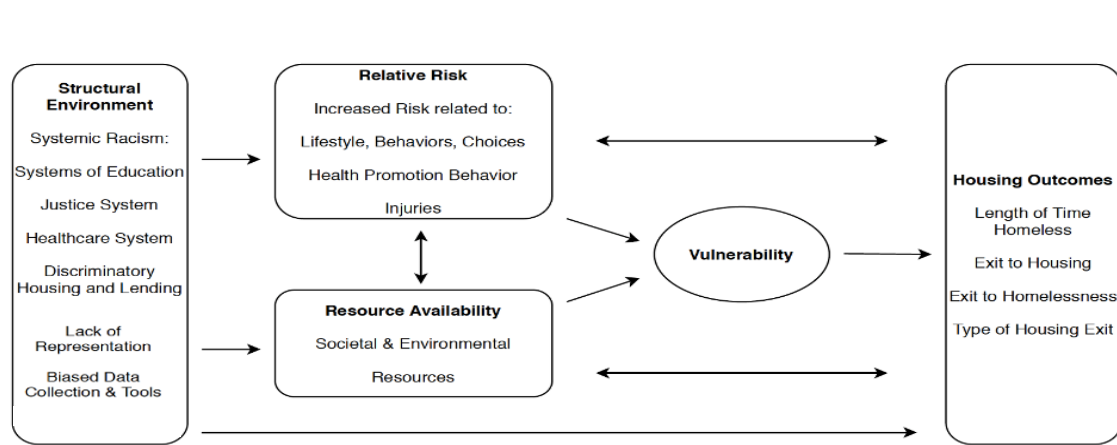 Structural
Environment
Systemic Racism:
Systems of Education
Justice System
Healthcare System
Discriminatory
Housing and Lending
Lack of
Representation
Biased Data
Collection & Tools
Relative Risk
Increased Risk related to:
Lifestyle, Behaviors, Choices
Health Promotion Behavior
Injuries
Resource Availability
Societal & Environmental
Resources
Vulnerability
Housing Outcomes
Length of Time
Homeless
Exit to Housing
Exit to Homelessness
Type of Housing Exit